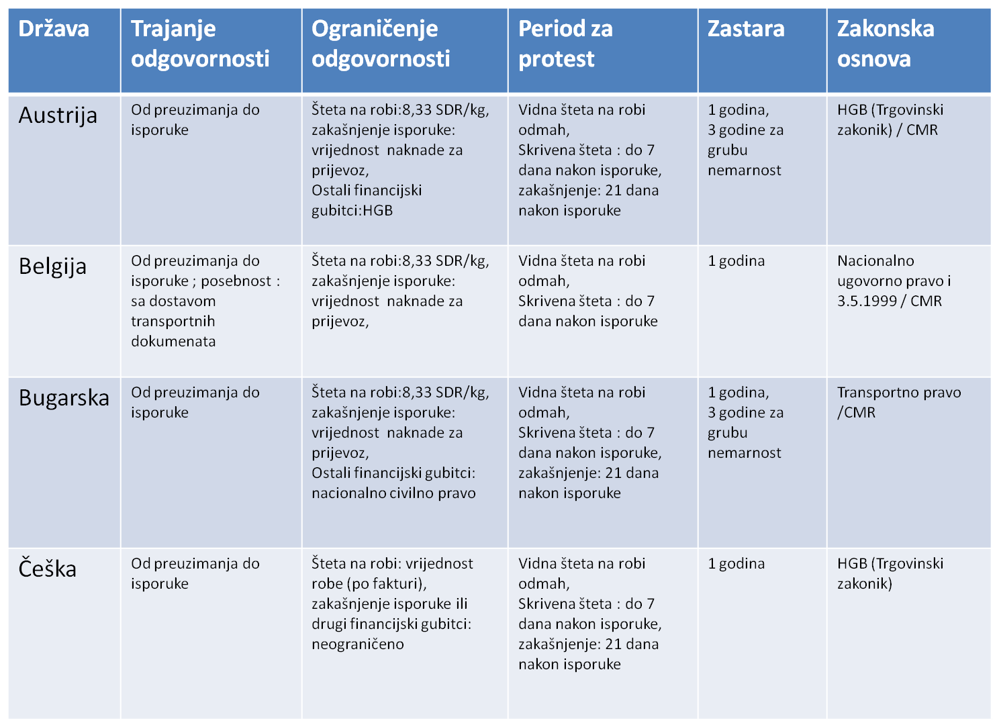 Država
Trajanje
odgovornosti
Ograničenje
odgovornosti
Period za
protest
Zastara
Zakonska
osnova
Austrija
Od preuzimanja do
isporuke
Šteta na robi:8,33 SDR/kg,
zakašnjenje isporuke:
vrijednost  naknade za
prijevoz,
Ostali financijski
gubitci:HGB
Vidna šteta na robi
odmah,
Skrivena šteta : do 7
dana nakon isporuke,
zakašnjenje: 21 dana
nakon isporuke
1 godina,
3 godine za
grubu
nemarnost
HGB (Trgovinski
zakonik) / CMR
Belgija
Od preuzimanja do
isporuke ; posebnost :
sa dostavom
transportnih
dokumenata
Šteta na robi:8,33 SDR/kg,
zakašnjenje isporuke:
vrijednost  naknade za
prijevoz,
Vidna šteta na robi
odmah,
Skrivena šteta : do 7
dana nakon isporuke
1 godina
Nacionalno
ugovorno pravo i
3.5.1999 / CMR
Bugarska
Od preuzimanja do
isporuke
Šteta na robi:8,33 SDR/kg,
zakašnjenje isporuke:
vrijednost  naknade za
prijevoz,
Ostali financijski gubitci:
nacionalno civilno pravo
Vidna šteta na robi
odmah,
Skrivena šteta : do 7
dana nakon isporuke,
zakašnjenje: 21 dana
nakon isporuke
1 godina,
3 godine za
grubu
nemarnost
Transportno pravo
/CMR
Češka
Od preuzimanja do
isporuke
Šteta na robi: vrijednost
robe (po fakturi),
zakašnjenje isporuke ili
drugi financijski gubitci:
neograničeno
Vidna šteta na robi
odmah,
Skrivena šteta : do 7
dana nakon isporuke,
zakašnjenje: 21 dana
nakon isporuke
1 godina
HGB (Trgovinski
zakonik)